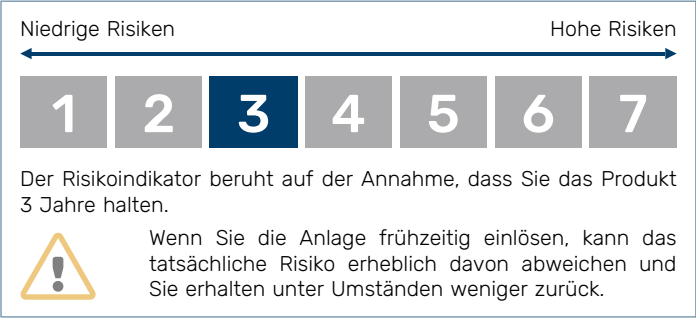 Niedrige Risiken Hohe Risiken
1 2 3 4 5 6 7
Der Risikoindikator beruht auf der Annahme, dass Sie das Produkt
3 Jahre halten.
Wenn Sie die Anlage frühzeitig einlösen, kann das
tatsächliche Risiko erheblich davon abweichen und
Sie erhalten unter Umständen weniger zurück.